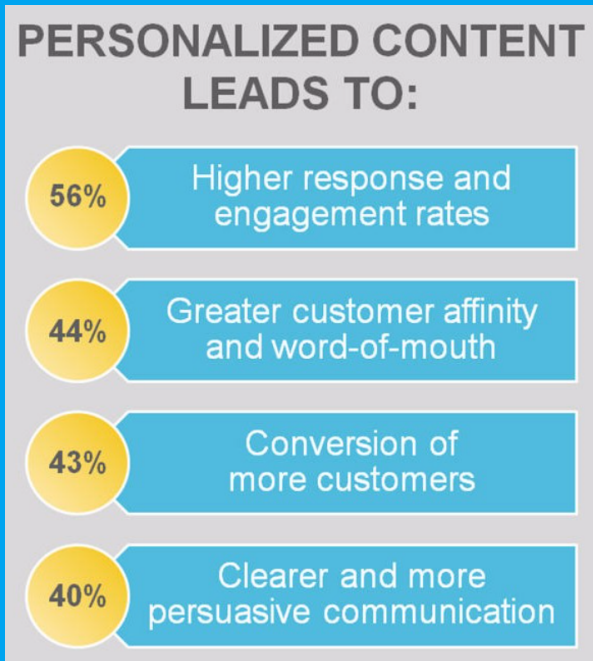 PERSONALIZED CONTENT
LEADS TO:
56%
Higher response and
engagement rates
44%
Greater customer affinity
and word-of-mouth
43%
Conversion of
more customers
40%
Clearer and more
persuasive communication